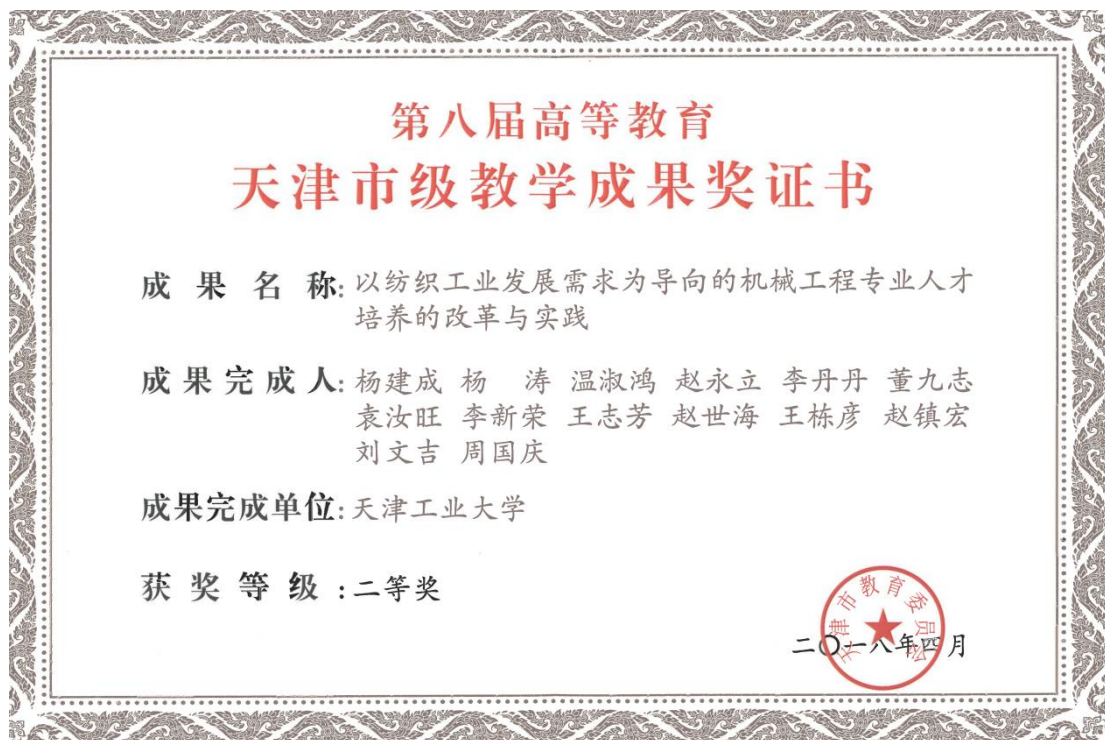 第八届高等教育
天津市级教学成果奖证书
成果名称:以纺织工业发展需求为导向的机械工程专业人才
培养的改革与实践
成果完成人:杨建成 杨 涛 温淑鸿 赵永立 李丹丹 董九志
袁汝旺 李新荣 王志芳 赵世海 王栋彦 赵镇宏
刘文吉 周国庆
成果完成单位:天津工业大学
获奖等级:二等奖
天津市教育委员会
二〇一八年四月